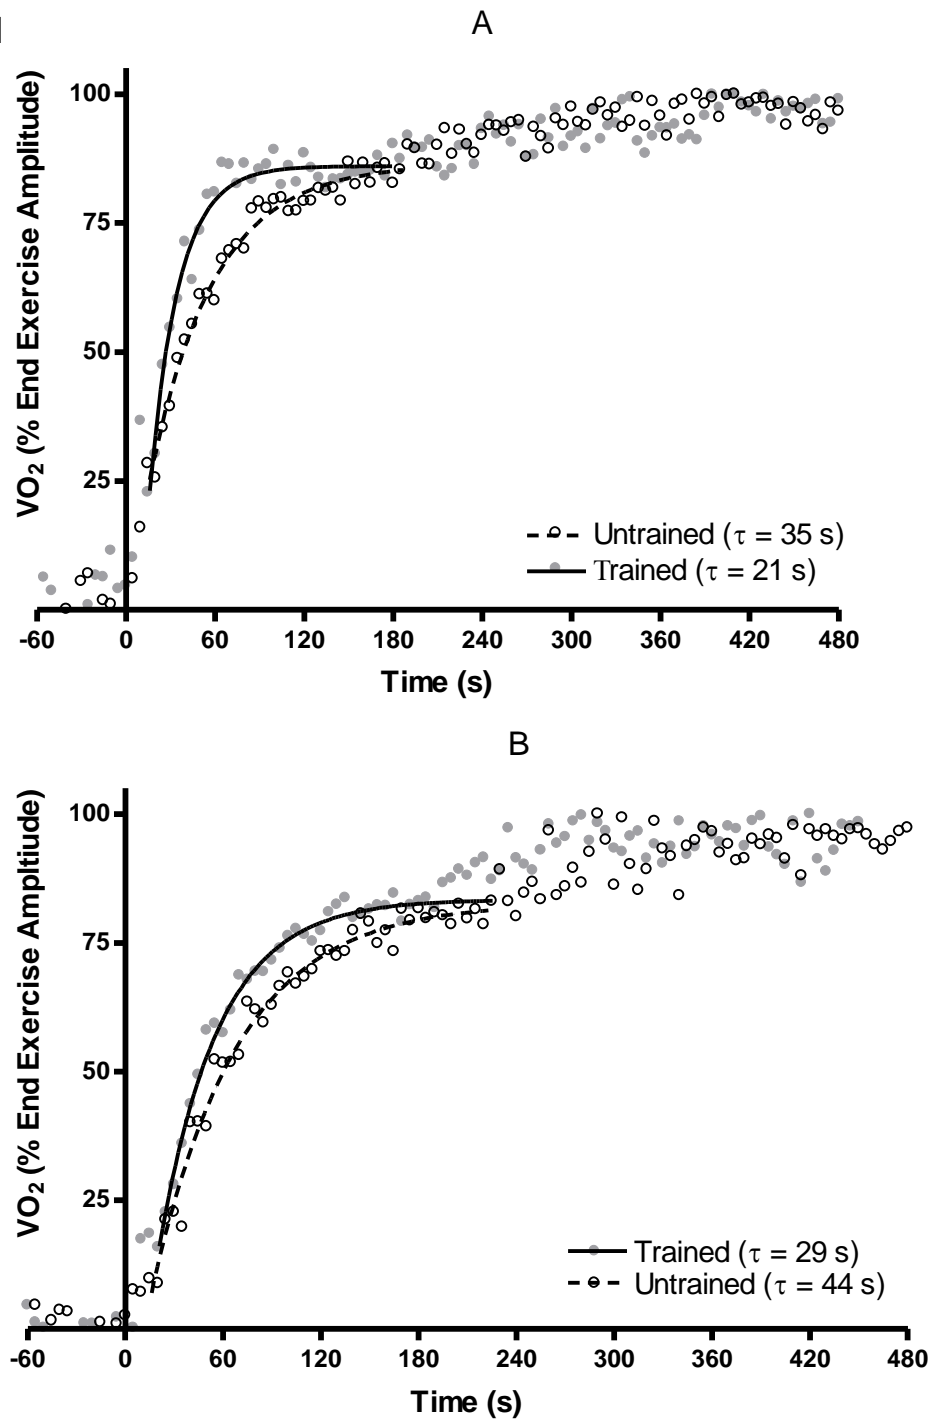 A
VO2 (% End Exercise Amplitude)
100
75
50
25
Untrained (τ = 35 s)
Trained (τ = 21 s)
-60 0 60 120 180 240 300 360 420 480
Time (s)
B
VO2 (% End Exercise Ampltiude)
100
75
50
25
Trained (τ = 29 s)
Untrained (τ = 44 s)
-60 0 60 120 180 240 300 360 420 480
Time (s)